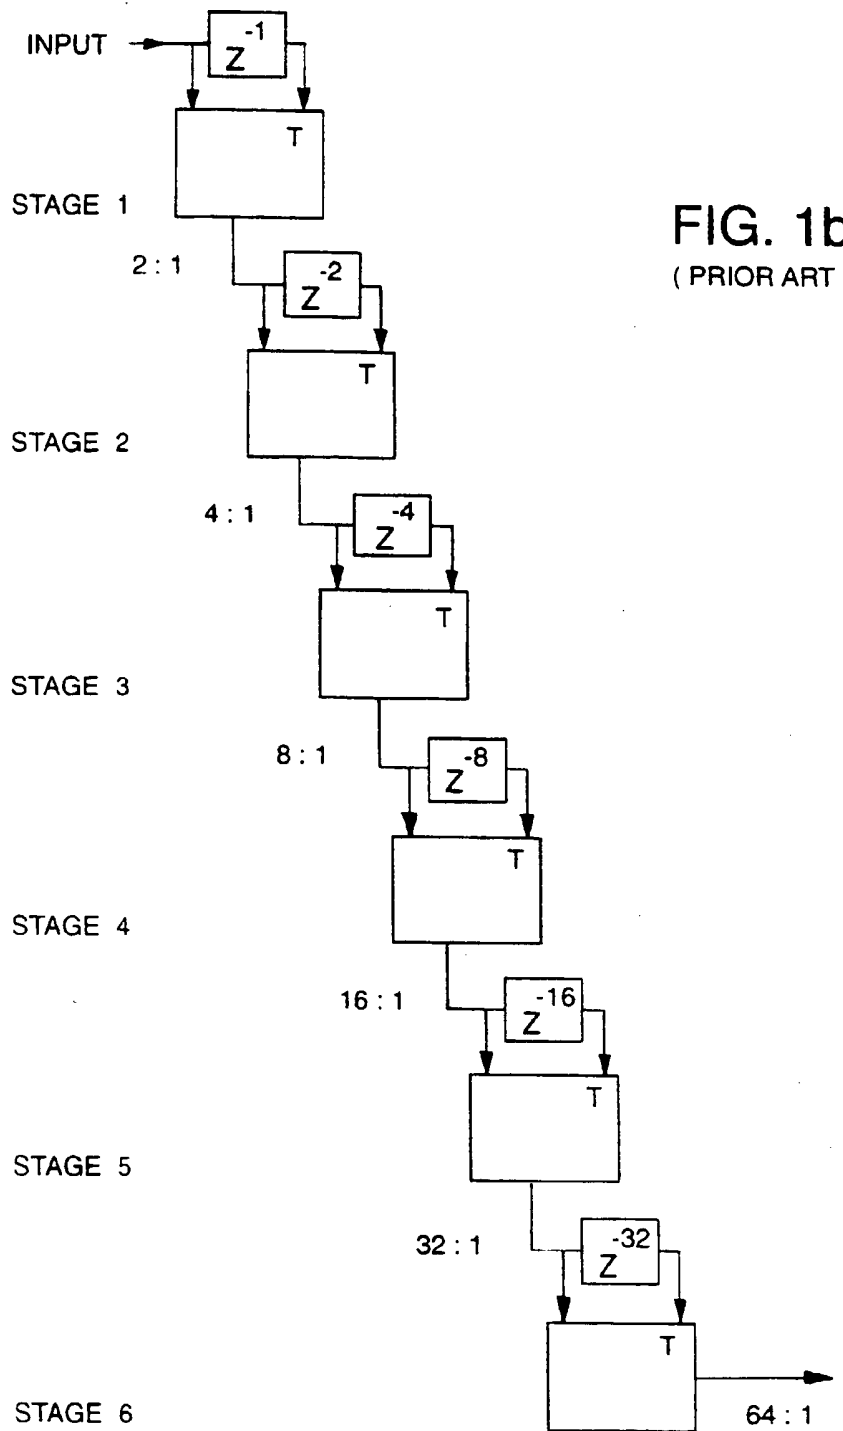 INPUT
Z-1
T
STAGE 1
FIG. 1b
( PRIOR ART
2 : 1
Z-2
T
STAGE 2
4 : 1
Z-4
T
STAGE 3
8 : 1
Z-8
T
STAGE 4
16 : 1
Z-16
T
STAGE 5
32 : 1
Z-32
T
STAGE 6
64 : 1